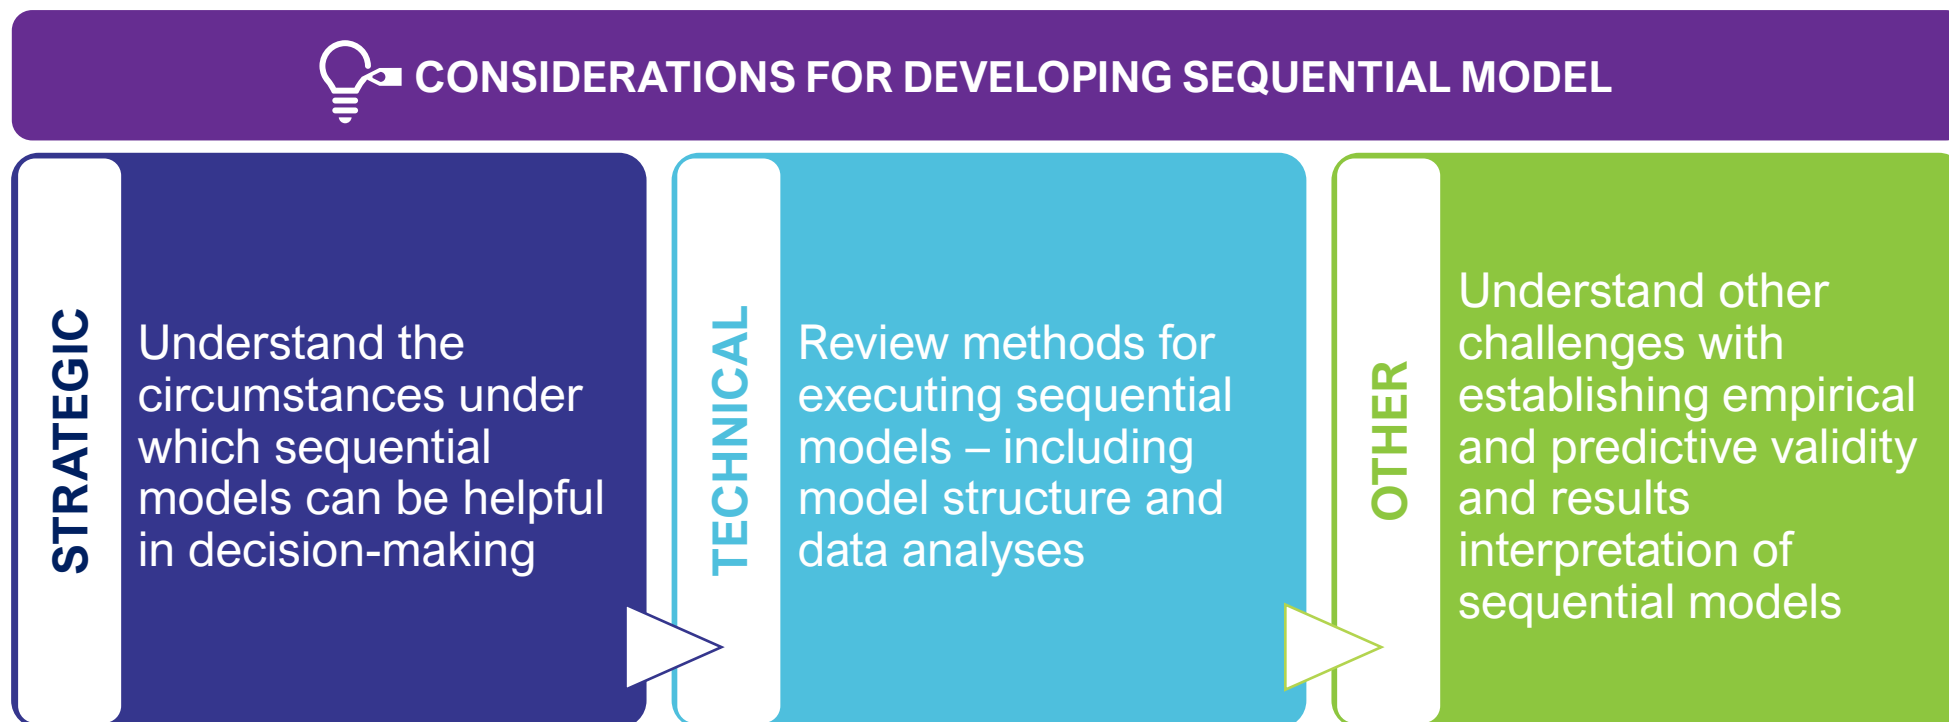 CONSIDERATIONS FOR DEVELOPING SEQUENTIAL MODEL
STRATEGIC
Understand the
circumstances under
which sequential
models can be helpful
in decision-making
TECHNICAL
Review methods for
executing sequential
models – including
model structure and
data analyses
OTHER
Understand other
challenges with
establishing empirical
and predictive validity
and results
interpretation of
sequential models